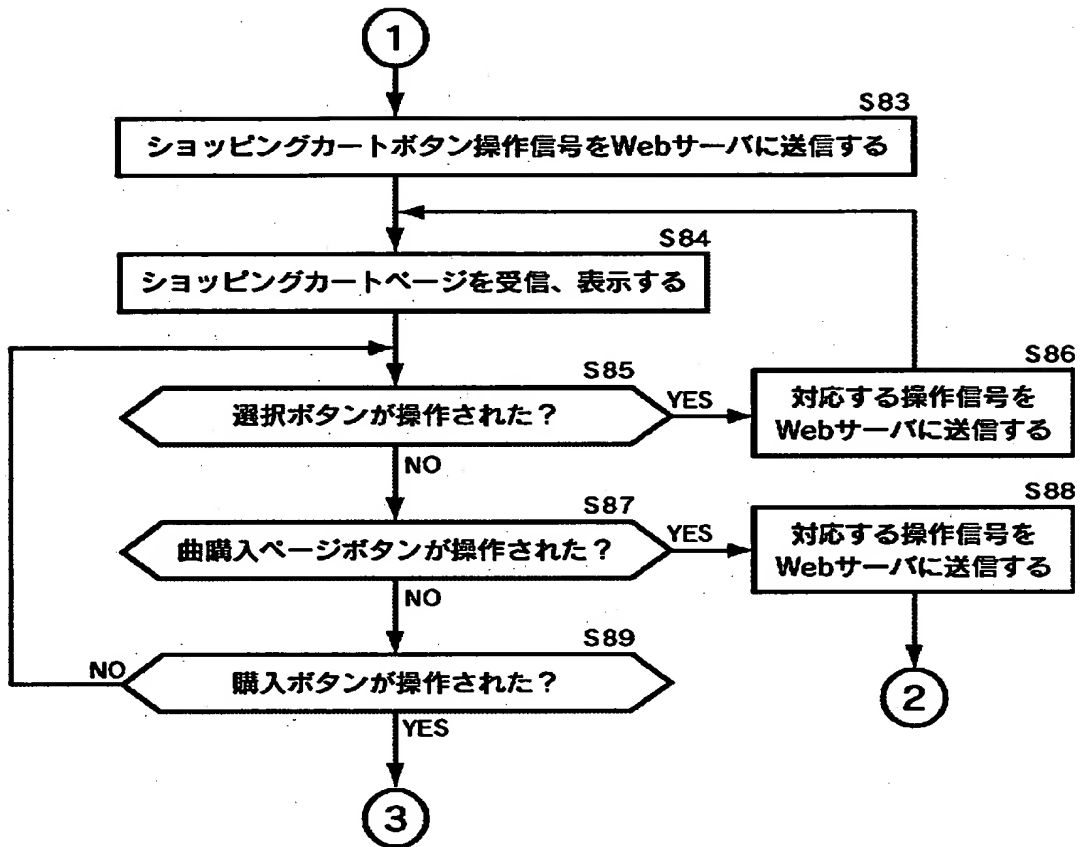 1
S83
ショッピングカートボタン操作信号をWebサーバに送信する
S84
ショッピングカートページを受信、表示する
S85
選択ボタンが操作された?
YES
S86
対応する操作信号を
Webサーバに送信する
NO
S87
曲購入ページボタンが操作された?
YES
S88
対応する操作信号を
Webサーバに送信する
NO
S89
購入ボタンが操作された?
NO
YES
2
3